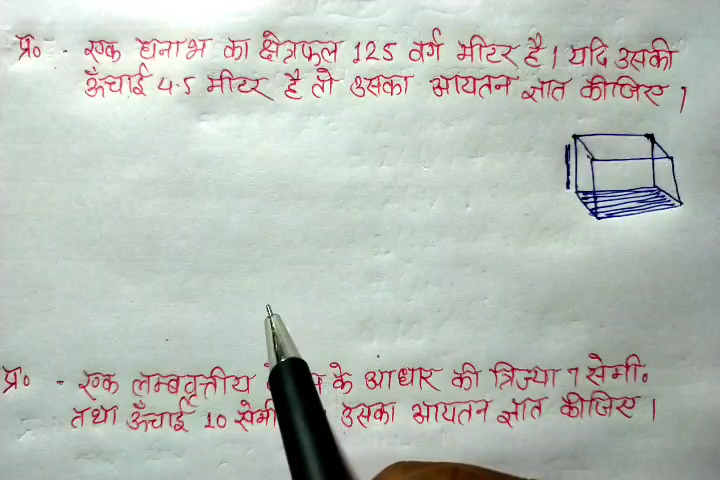 प्र० - एक घनाभ का क्षेत्रफल 125 वर्ग मीटर है। यदि उसकी
ऊँचाई 4.5 मीटर है तो उसका आयतन ज्ञात कीजिए।
प्र० - एक लम्बवृत्तीय के आधार की त्रिज्या 7 सेमी०
तथा ऊँचाई 10 सेमी उसका आयतन ज्ञात कीजिए।